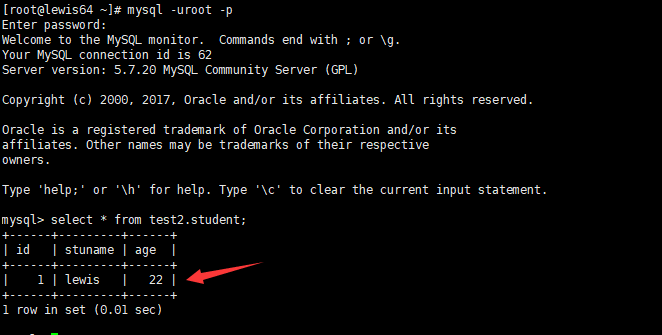 [root@lewis64 ~]# mysql -uroot -p
Enter password:
Welcome to the MySQL monitor.  Commands end with ; or \g.
Your MySQL connection id is 62
Server version: 5.7.20 MySQL Community Server (GPL)

Copyright (c) 2000, 2017, Oracle and/or its affiliates. All rights reserved.

Oracle is a registered trademark of Oracle Corporation and/or its
affiliates. Other names may be trademarks of their respective
owners.

Type 'help;' or '\h' for help. Type '\c' to clear the current input statement.

mysql> select * from test2.student;
+------+---------+------+
| id   | stuname | age  |
+------+---------+------+
|    1 | lewis   |   22 |
+------+---------+------+
1 row in set (0.01 sec)